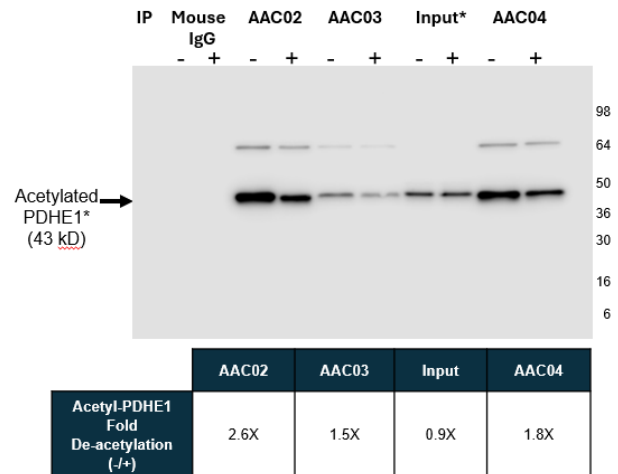 IP Mouse IgG AAC02 AAC03 Input* AAC04
- + - + - + - + - +
98
64
50
Acetylated PDHE1* (43 kD)
36
30
16
6
AAC02 AAC03 Input AAC04
Acetyl-PDHE1 Fold De-acetylation (-/+) 2.6X 1.5X 0.9X 1.8X